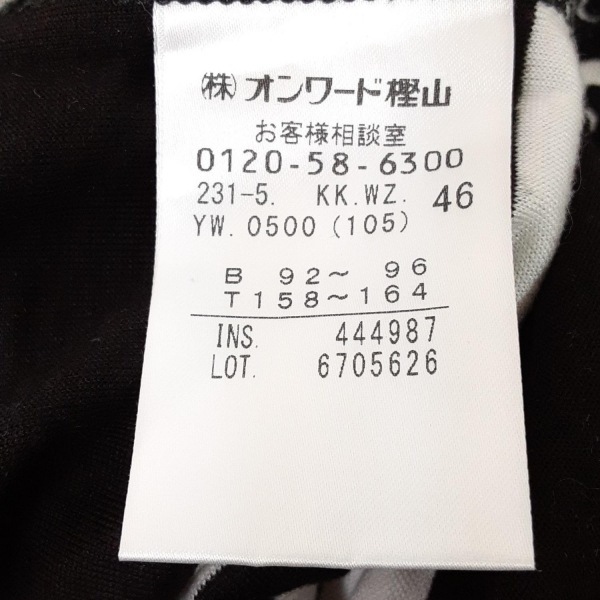 (株)オンワード樫山
お客様相談室
0120-58-6300
231-5. KK.WZ. 46
YW. 0500 (105)
B 92～ 96
T 158～164
INS. 444987
LOT. 6705626